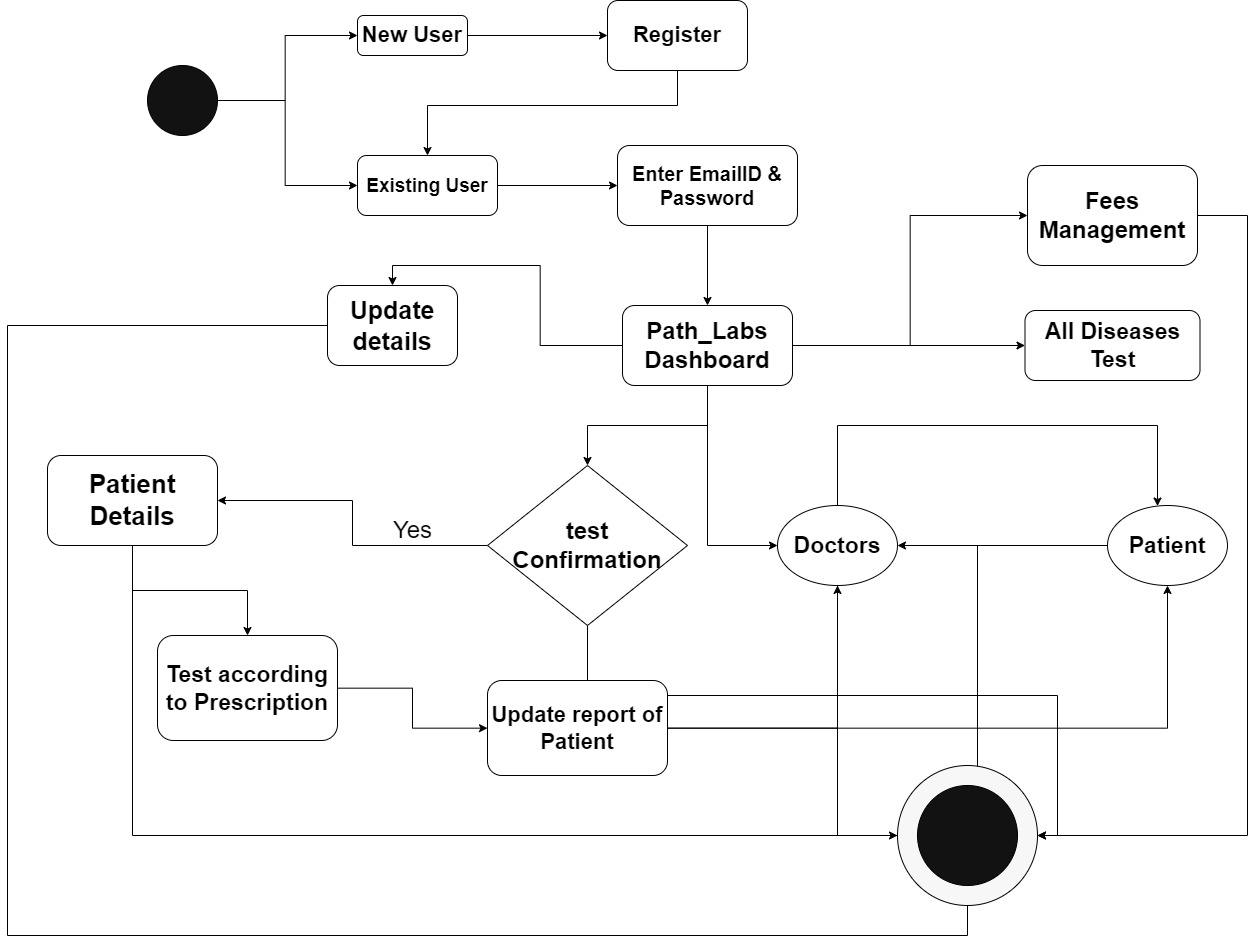 New User
Register
Existing User
Enter EmailID &
Password
Fees
Management
Update
details
Path_Labs
Dashboard
All Diseases
Test
Patient
Details
Yes
test
Confirmation
Doctors
Patient
Test according
to Prescription
Update report of
Patient